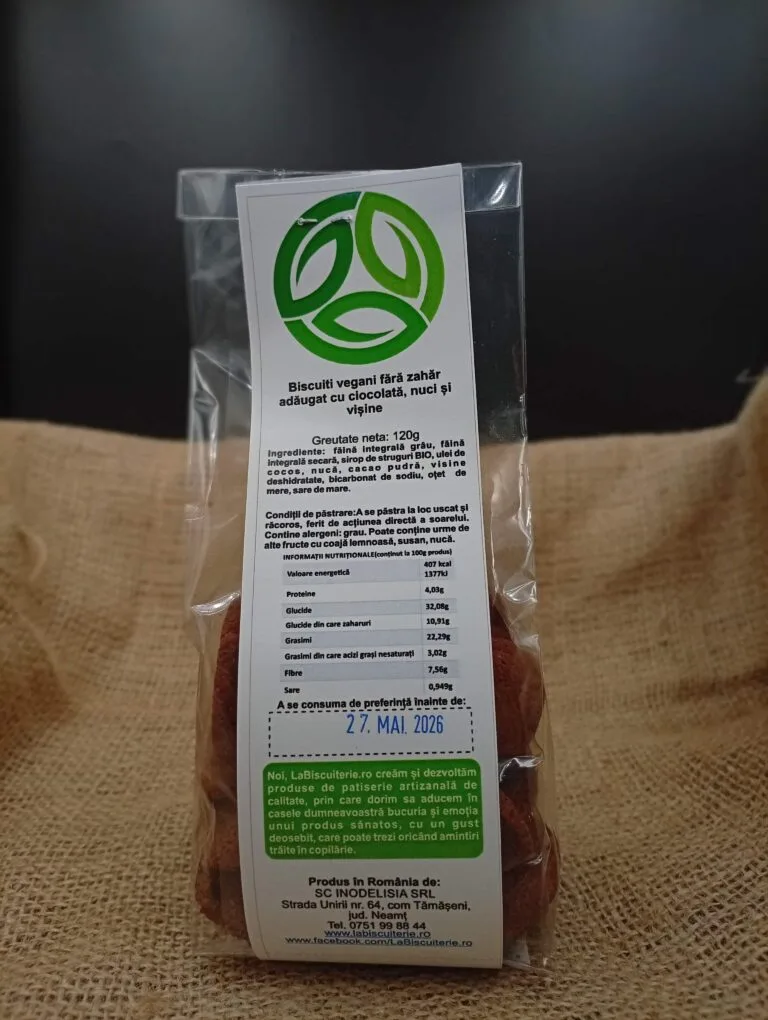 Biscuiti vegani fără zahăr
adăugat cu ciocolată, nuci și
vișine
Greutate neta: 120g
Ingrediente: făină integrală grâu, făină
integrală secară, sirop de struguri BIO, ulei de
cocos, nucă, cacao pudră, visine
deshidratate, bicarbonat de sodiu, oțet de
mere, sare de mare.
Condiții de păstrare:A se păstra la loc uscat și
răcoros, ferit de acțiunea directă a soarelui.
Contine alergeni: grau. Poate conține urme de
alte fructe cu coajă lemnoasă, susan, nucă.
INFORMAȚII NUTRIȚIONALE(conținut la 100g produs)
Valoare energetică 407 kcal
1377kJ
Proteine 4,03g
Glucide 32,08g
Glucide din care zaharuri 10,91g
Grasimi 22,29g
Grasimi din care acizi grași nesaturați 3,02g
Fibre 7,56g
Sare 0,949g
A se consuma de preferință înainte de:
27. MAI. 2026
Noi, LaBiscuiterie.ro creăm și dezvoltăm
produse de patiserie artizanală de
calitate, prin care dorim sa aducem în
casele dumneavoastră bucuria și emoția
unui produs sănatos, cu un gust
deosebit, care poate trezi oricând amintiri
trăite în copilărie.
Produs în România de:
SC INODELISIA SRL
Strada Unirii nr. 64, com Tămășeni,
jud. Neamț
Tel. 0751 99 88 44
www.labiscuiterie.ro
www.facebook.com/LaBiscuiterie.ro